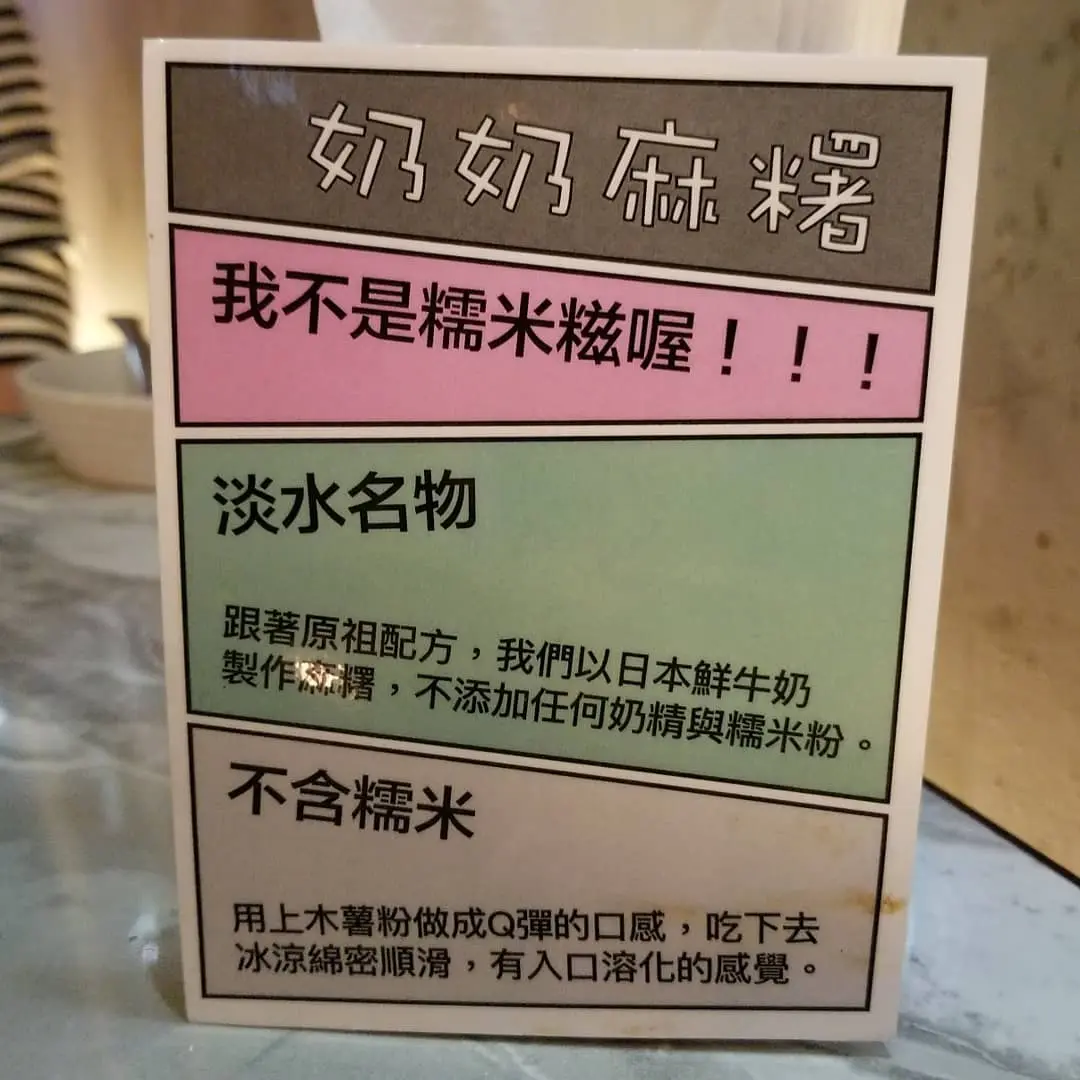 奶奶麻糬
我不是糯米糍喔！！！
淡水名物
跟著原祖配方，我們以日本鮮牛奶
製作麻糬，不添加任何奶精與糯米粉。
不含糯米
用上木薯粉做成Q彈的口感，吃下去
冰涼綿密順滑，有入口溶化的感覺。